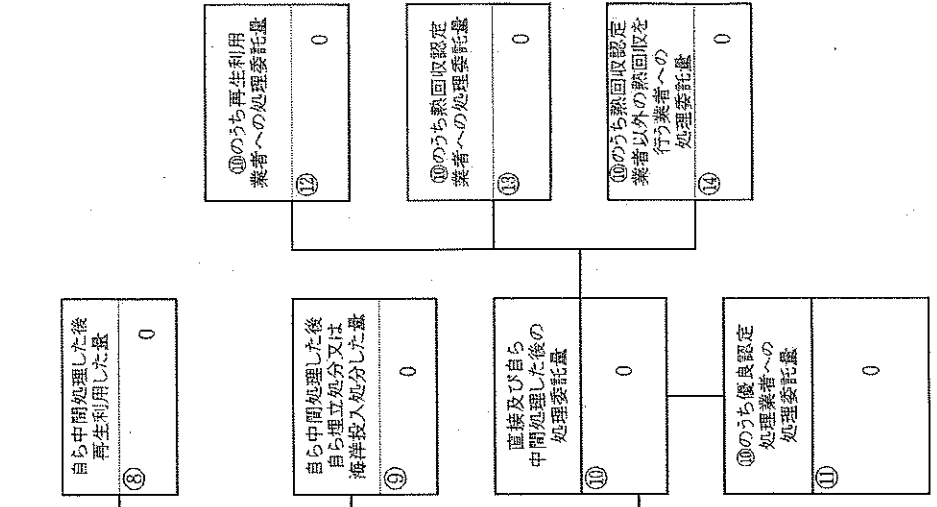 自ら中間処理した後
再生利用した量
⑧
0
自ら中間処理した後
自ら埋立処分又は
海洋投入処分した量
⑨
0
直接及び自ら
中間処理した後の
処理委託量
⑩
0
⑩のうち優良認定
処理業者への
処理委託量
⑪
0
⑩のうち再生利用
業者への処理委託量
⑫
0
⑩のうち熱回収認定
業者への処理委託量
⑬
0
⑩のうち熱回収認定
業者以外の熱回収を
行う業者への
処理委託量
⑭
0